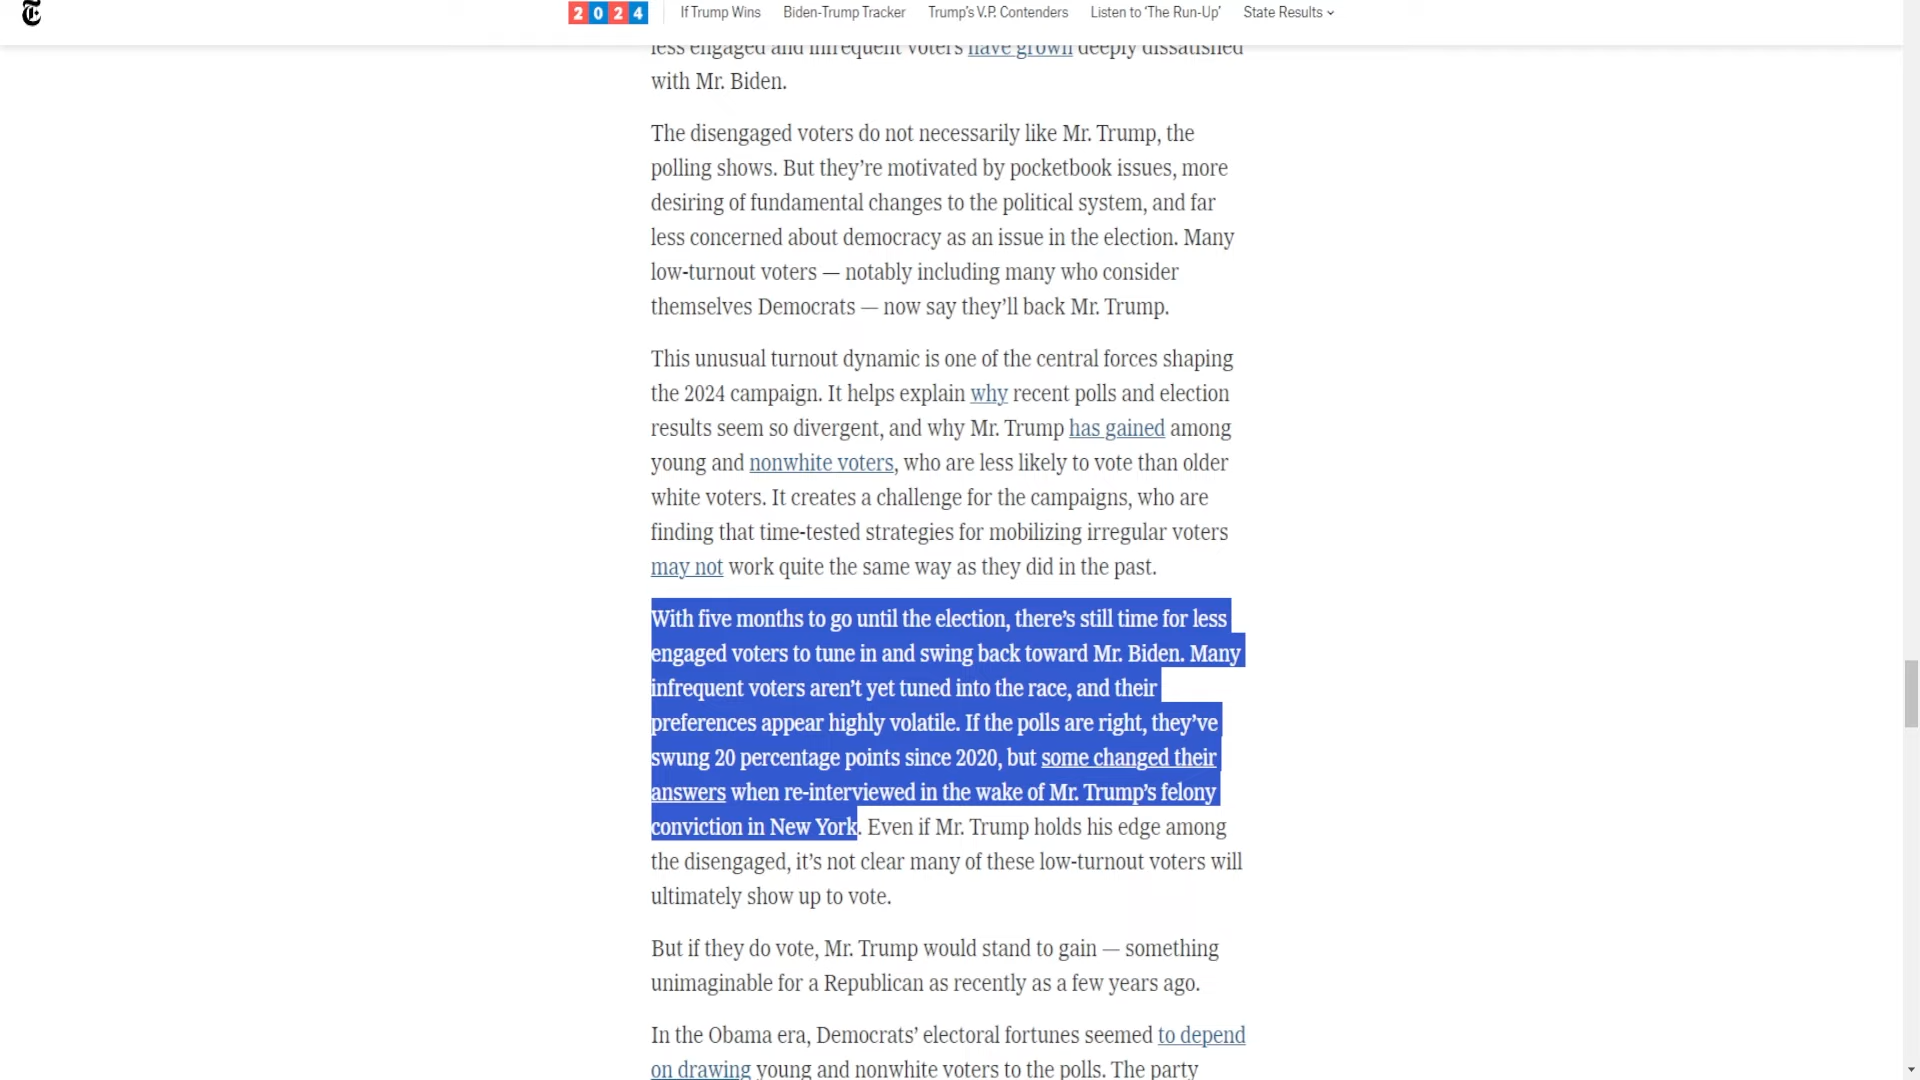 T
2024 If Trump Wins Biden-Trump Tracker Trump’s V.P. Contenders Listen to ‘The Run-Up’ State Results
less engaged and infrequent voters have grown deeply dissatisfied
with Mr. Biden.
The disengaged voters do not necessarily like Mr. Trump, the
polling shows. But they’re motivated by pocketbook issues, more
desiring of fundamental changes to the political system, and far
less concerned about democracy as an issue in the election. Many
low-turnout voters — notably including many who consider
themselves Democrats — now say they’ll back Mr. Trump.
This unusual turnout dynamic is one of the central forces shaping
the 2024 campaign. It helps explain why recent polls and election
results seem so divergent, and why Mr. Trump has gained among
young and nonwhite voters, who are less likely to vote than older
white voters. It creates a challenge for the campaigns, who are
finding that time-tested strategies for mobilizing irregular voters
may not work quite the same way as they did in the past.
With five months to go until the election, there’s still time for less
engaged voters to tune in and swing back toward Mr. Biden. Many
infrequent voters aren’t yet tuned into the race, and their
preferences appear highly volatile. If the polls are right, they’ve
swung 20 percentage points since 2020, but some changed their
answers when re-interviewed in the wake of Mr. Trump’s felony
conviction in New York. Even if Mr. Trump holds his edge among
the disengaged, it’s not clear many of these low-turnout voters will
ultimately show up to vote.
But if they do vote, Mr. Trump would stand to gain — something
unimaginable for a Republican as recently as a few years ago.
In the Obama era, Democrats’ electoral fortunes seemed to depend
on drawing young and nonwhite voters to the polls. The party